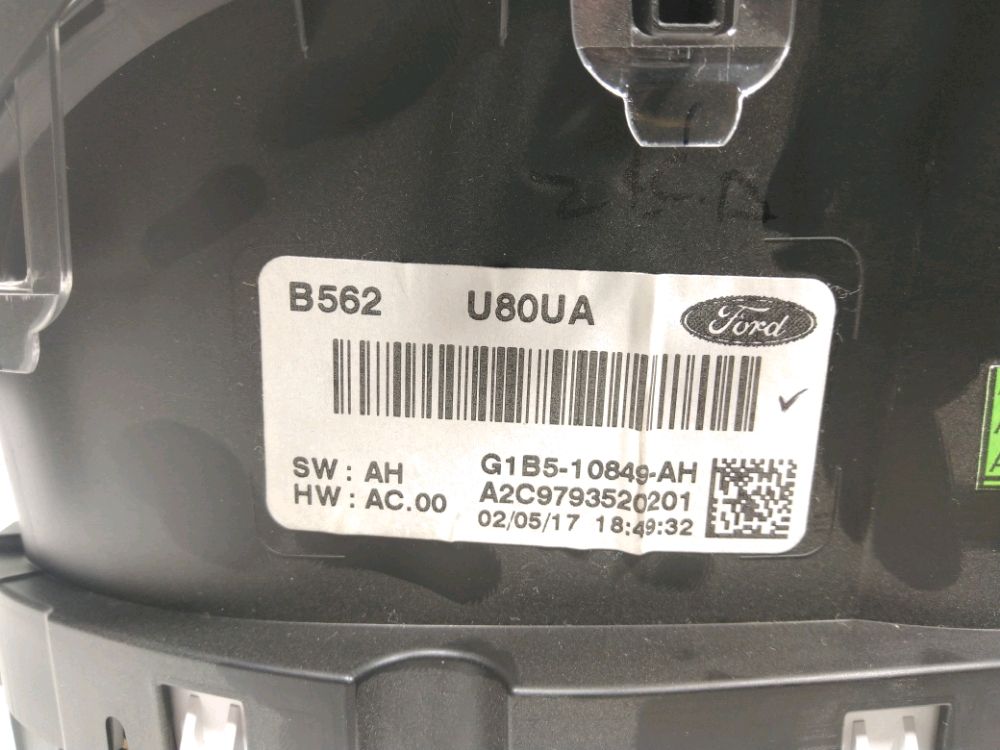 B562 U80UA Ford
SW : AH G1B5-10849-AH
HW : AC.00 A2C9793520201
02/05/17 18:49:32